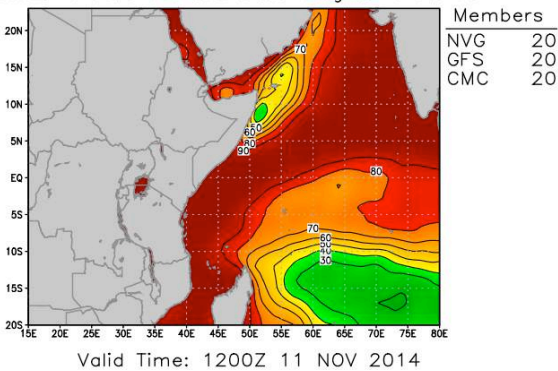 Members
NVG 20
GFS 20
CMC 20
20N
15N
10N
5N
EQ
5S
10S
15S
20S
70
60
80
90
80
70
60
50
40
30
15E 20E 25E 30E 35E 40E 45E 50E 55E 60E 65E 70E 75E 80E
Valid Time: 1200Z 11 NOV 2014